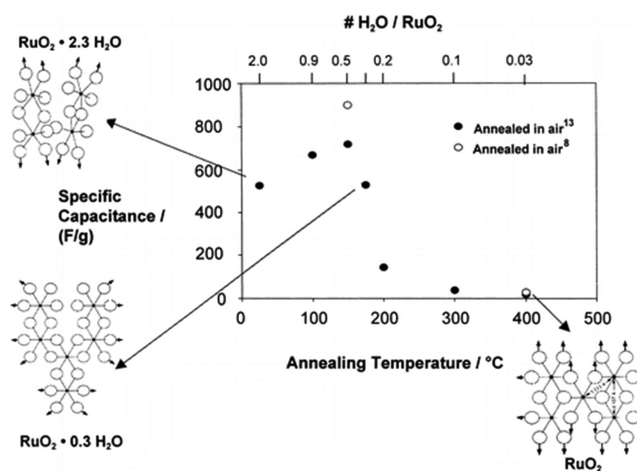 # H2O / RuO2
RuO2 • 2.3 H2O
2.0 0.9 0.5 0.2 0.1 0.03
1000
800
600
400
200
0
Annealed in air13
Annealed in air8
Specific
Capacitance /
(F/g)
0 100 200 300 400 500
Annealing Temperature / °C
RuO2 • 0.3 H2O
RuO2